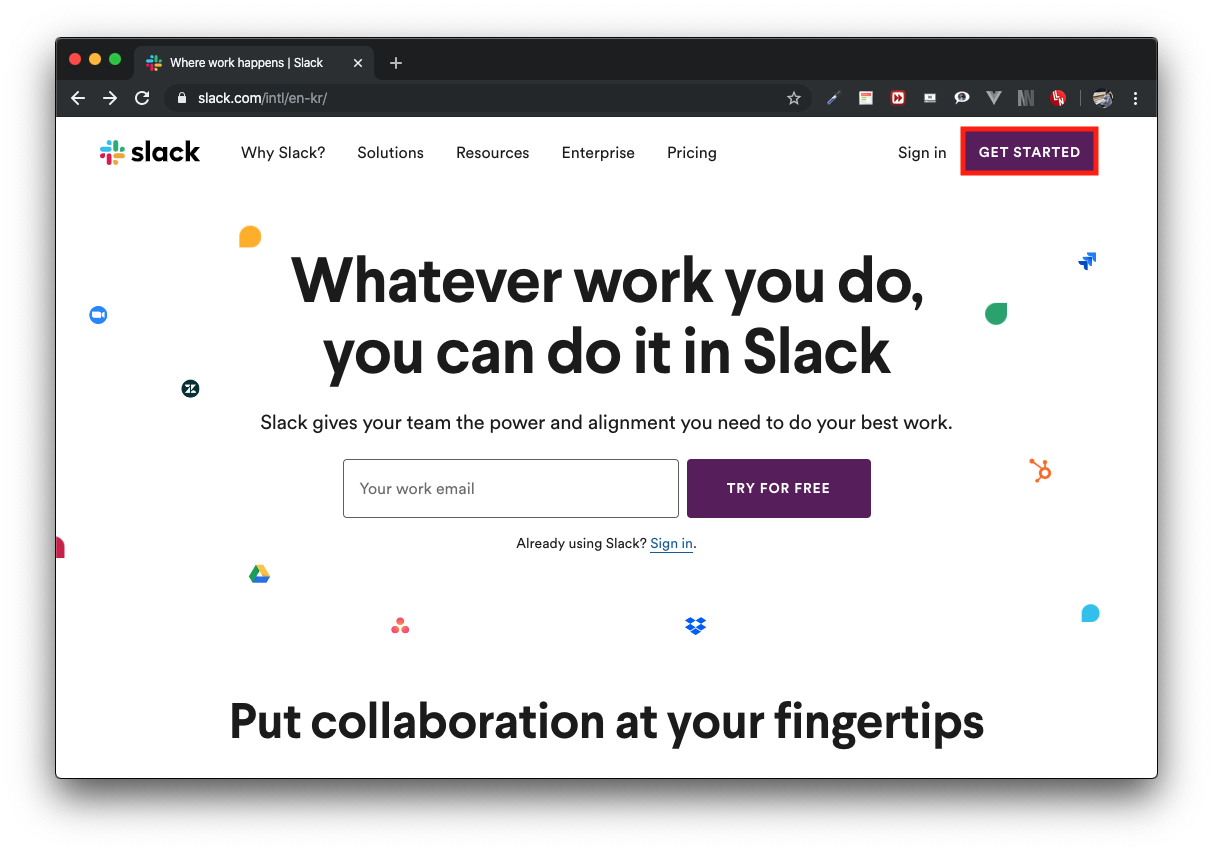 Where work happens | Slack
slack.com/intl/en-kr/
slack
Why Slack?
Solutions
Resources
Enterprise
Pricing
Sign in
GET STARTED
Whatever work you do,
you can do it in Slack
Slack gives your team the power and alignment you need to do your best work.
Your work email
TRY FOR FREE
Already using Slack? Sign in.
Put collaboration at your fingertips